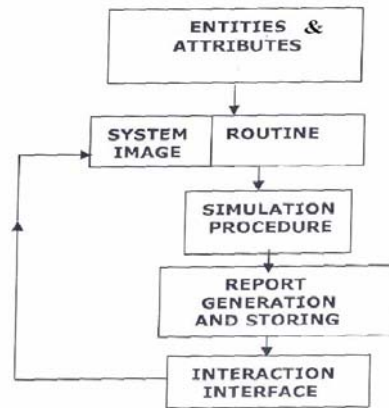 ENTITIES &
ATTRIBUTES
SYSTEM
IMAGE
ROUTINE
SIMULATION
PROCEDURE
REPORT
GENERATION
AND STORING
INTERACTION
INTERFACE